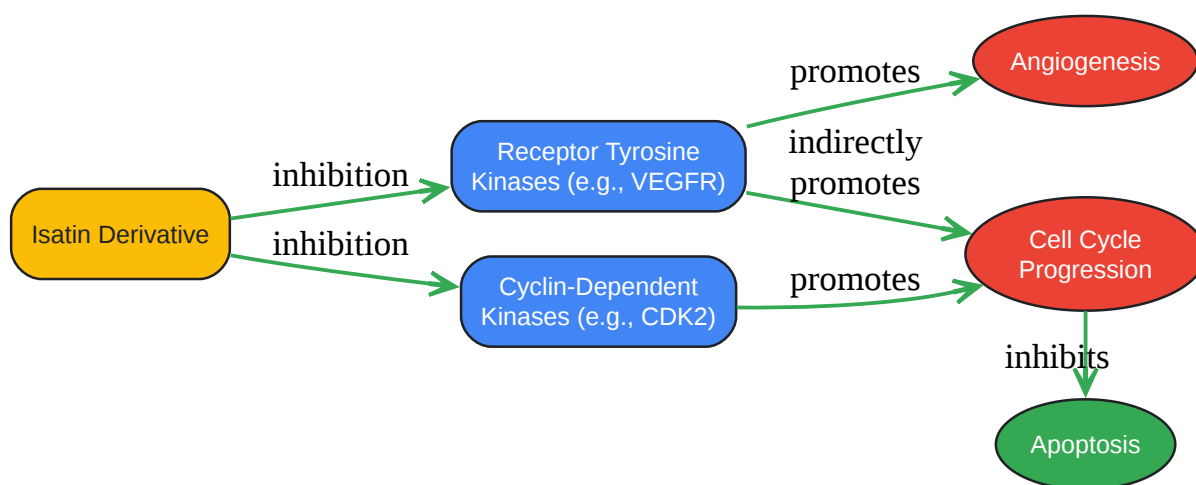 Isatin Derivative
inhibition
inhibition
Receptor Tyrosine
Kinases (e.g., VEGFR)
Cyclin-Dependent
Kinases (e.g., CDK2)
promotes
indirectly
promotes
promotes
Angiogenesis
Cell Cycle
Progression
inhibits
Apoptosis